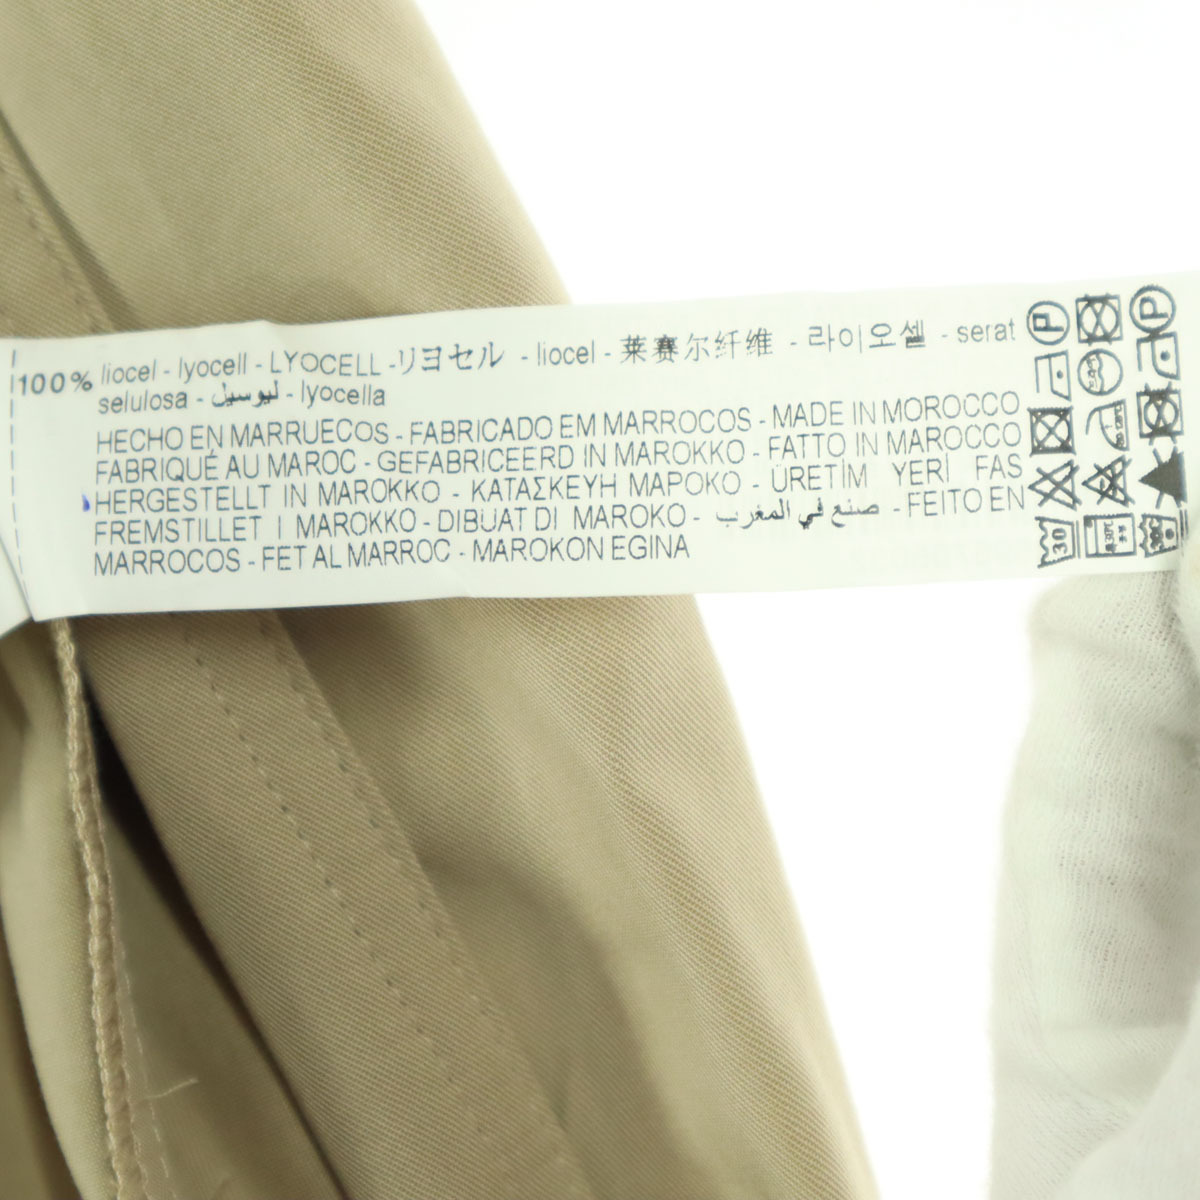 100% liocel - lyocell - LYOCELL - リヨセル - liocel - 莱赛尔纤维 - 라이오셀 - serat
selulosa - ليوسيل - lyocella
HECHO EN MARRUECOS - FABRICADO EM MARROCOS - MADE IN MOROCCO
FABRIQUÉ AU MAROC - GEFABRICEERD IN MAROKKO - FATTO IN MAROCCO
HERGESTELLT IN MAROKKO - ΚΑΤΑΣΚΕΥΗ ΜΑΡΟΚΟ - ÜRETİM YERİ FAS
FREMSTILLET I MAROKKO - DIBUAT DI MAROKO - صنع في المغرب - FEITO EN
MARROCOS - FET AL MARROC - MAROKON EGINA
P P
30